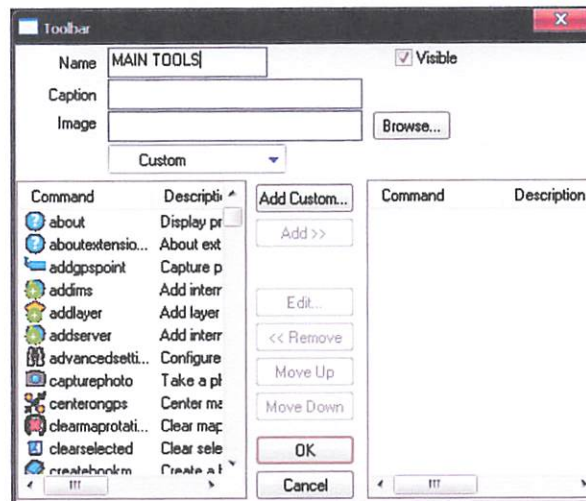 Toolbar
Name MAIN TOOLS Visible
Caption
Image Browse...
Custom
Command Descripti
Add Custom...
Command Description
about Display pr
Add >>
aboutextensio... About ext
addgpspoint Capture p
addims Add interr
Edit...
addlayer Add layer
addserver Add interr
<< Remove
advancedsetti... Configure
capturephoto Take a pl
Move Up
centerongps Center ma
Move Down
clearmaprotati... Clear map
clearselected Clear sele
OK
createbookm Create a b
Cancel